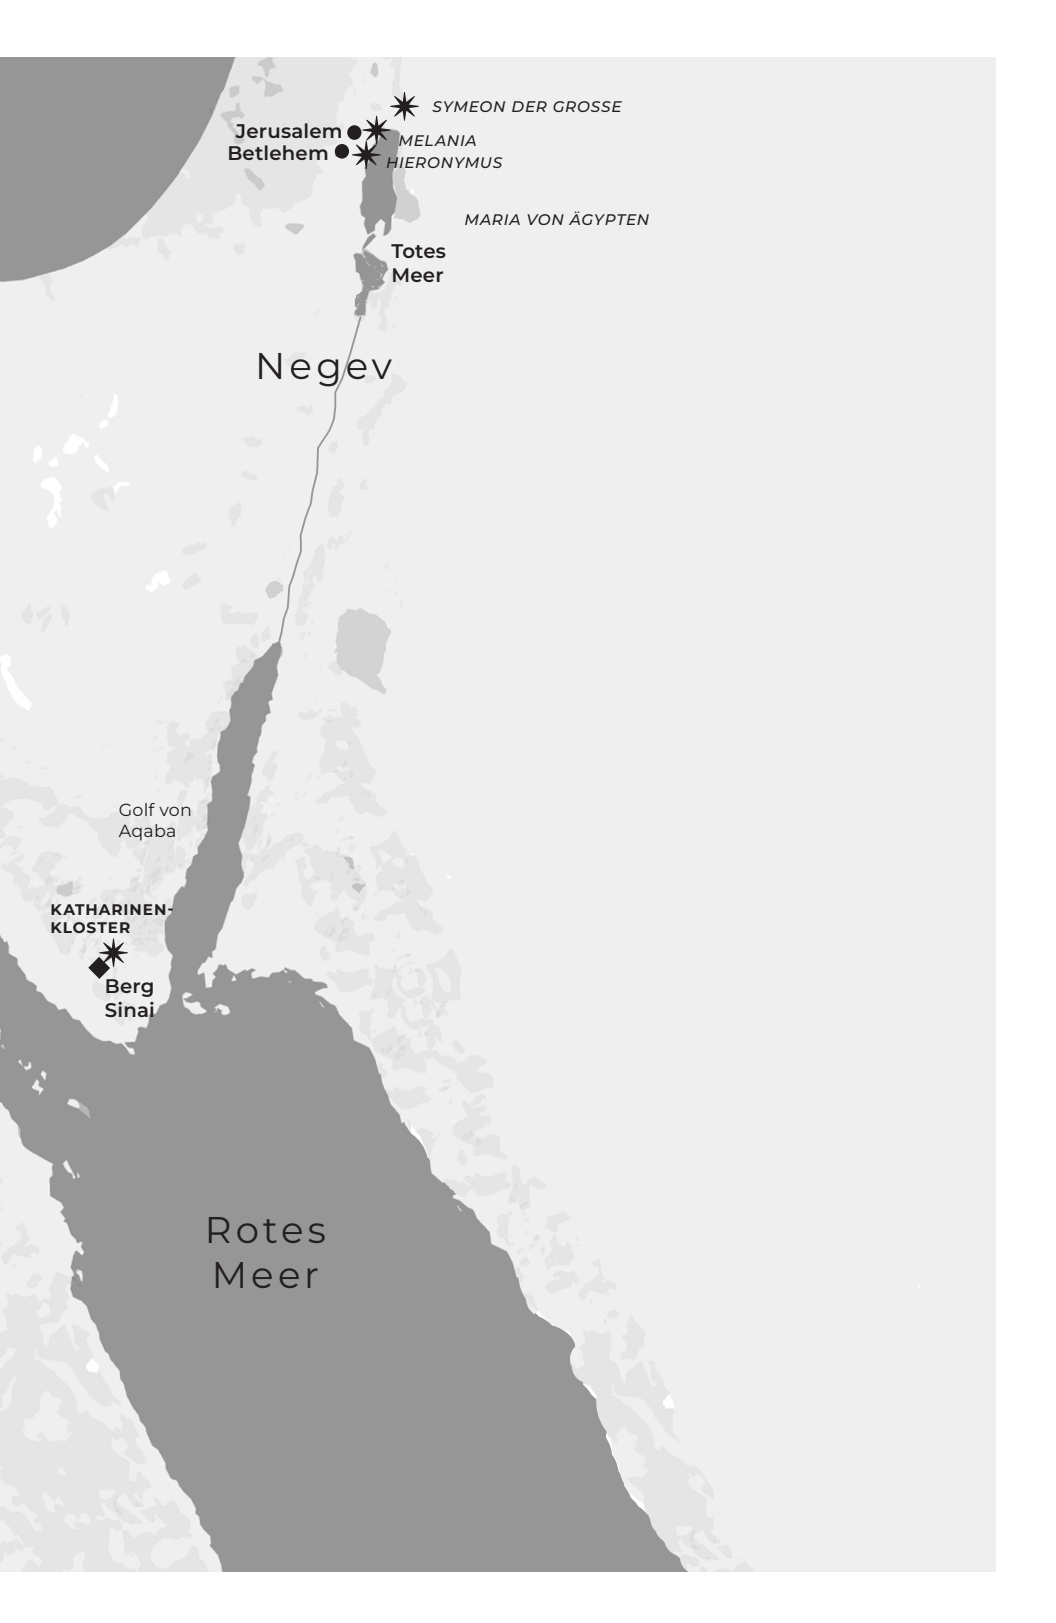 SYMEON DER GROSSE
Jerusalem
MELANIA
Betlehem
HIERONYMUS
MARIA VON ÄGYPTEN
Totes
Meer
Negev
Golf von
Aqaba
KATHARINEN-
KLOSTER
Berg
Sinai
Rotes
Meer